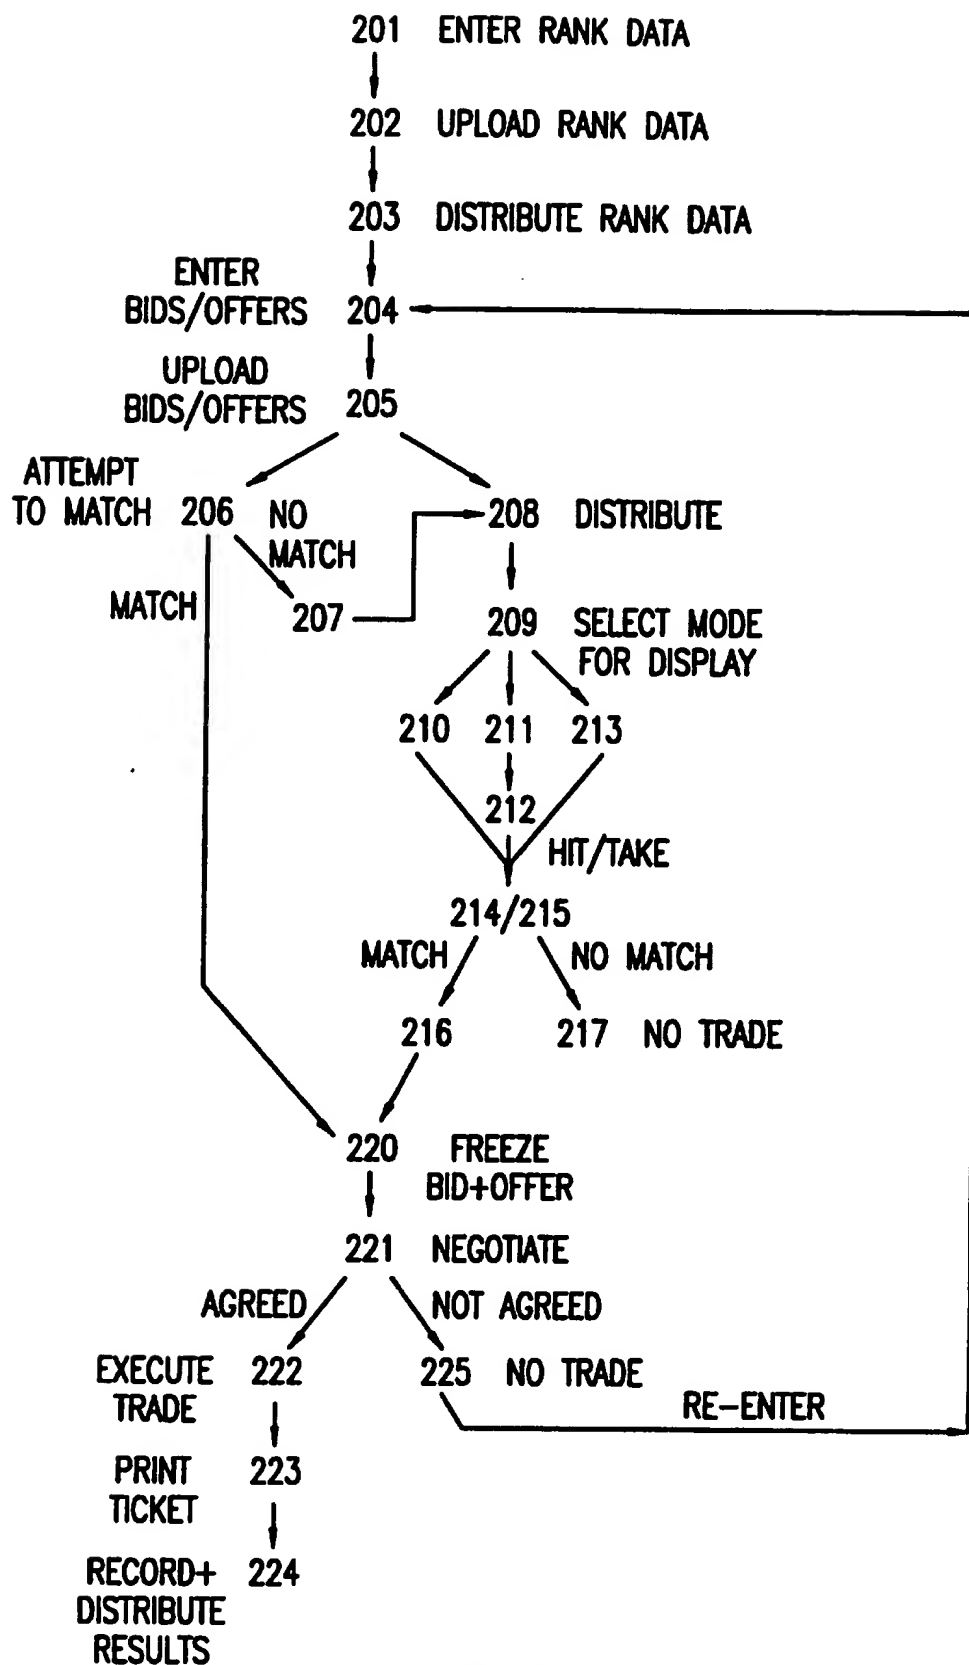 201 ENTER RANK DATA
202 UPLOAD RANK DATA
203 DISTRIBUTE RANK DATA
ENTER
BIDS/OFFERS 204
UPLOAD
BIDS/OFFERS 205
ATTEMPT
TO MATCH 206 NO
MATCH
208 DISTRIBUTE
MATCH
207
209 SELECT MODE
FOR DISPLAY
210 211 213
212
HIT/TAKE
214/215
MATCH NO MATCH
216 217 NO TRADE
220 FREEZE
BID+OFFER
221 NEGOTIATE
AGREED NOT AGREED
EXECUTE 222
TRADE
225 NO TRADE
RE-ENTER
PRINT 223
TICKET
RECORD+ 224
DISTRIBUTE
RESULTS